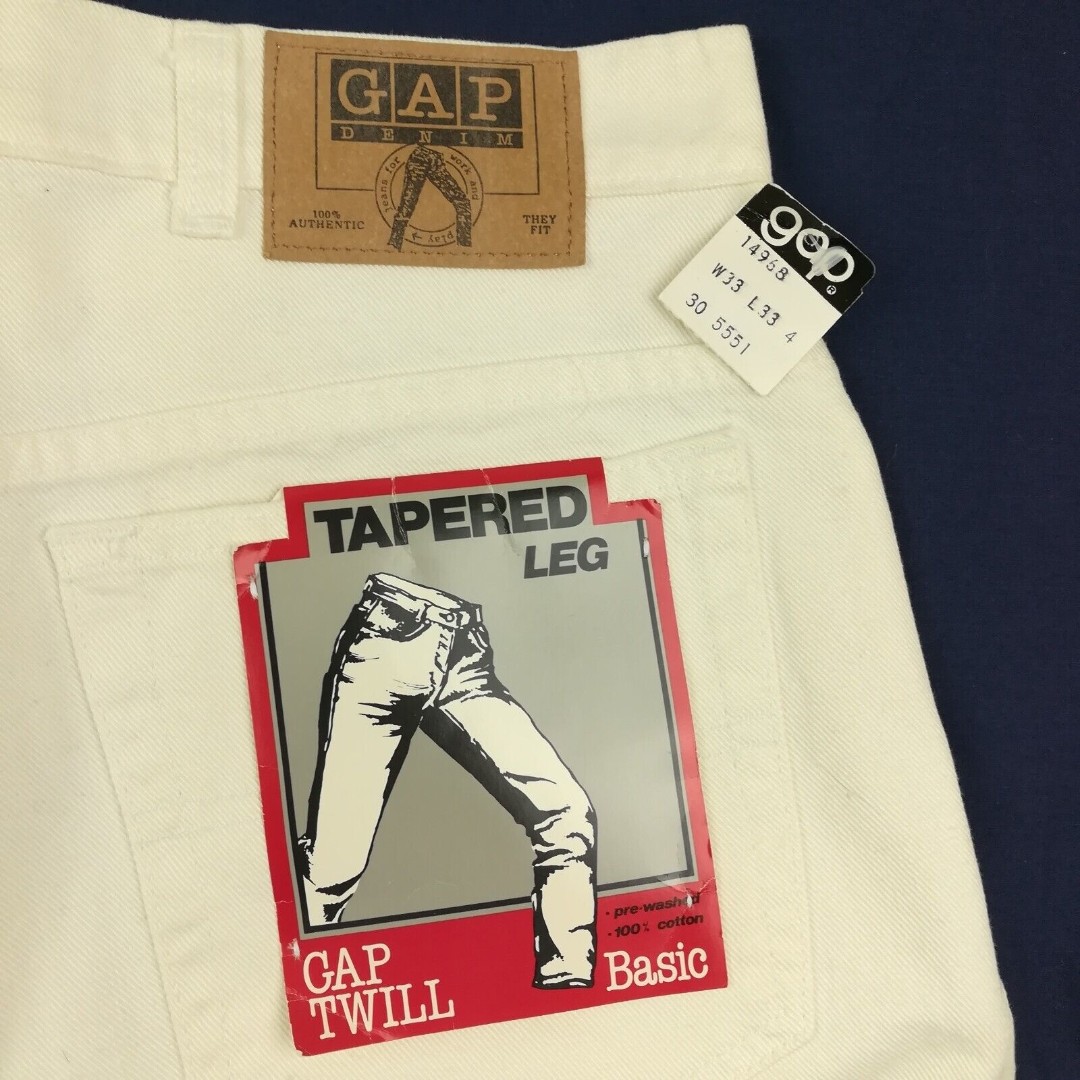 GAP
DENIM
jeans for work and play →
100%
AUTHENTIC
THEY
FIT
gap®
14968
W33 L33 4
30 5551
TAPERED
LEG
· pre-washed
· 100% cotton
GAP
TWILL
Basic